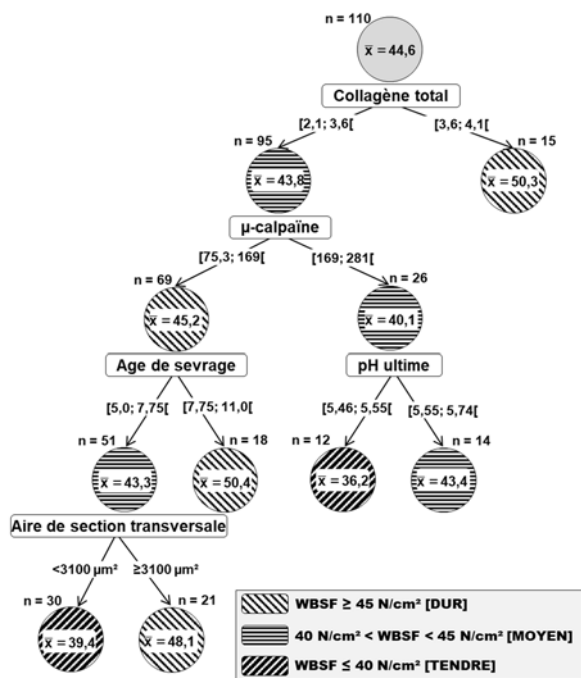 n = 110
x̅ = 44,6
Collagène total
[2,1; 3,6[
[3,6; 4,1[
n = 95
n = 15
x̅ = 43,8
x̅ = 50,3
µ-calpaïne
[75,3; 169[
[169; 281[
n = 69
n = 26
x̅ = 45,2
x̅ = 40,1
Age de sevrage
pH ultime
[5,0; 7,75[
[7,75; 11,0[
[5,46; 5,55[
[5,55; 5,74[
n = 51
n = 18
n = 12
n = 14
x̅ = 43,3
x̅ = 50,4
x̅ = 36,2
x̅ = 43,4
Aire de section transversale
<3100 µm²
≥3100 µm²
n = 30
n = 21
x̅ = 39,4
x̅ = 48,1
WBSF ≥ 45 N/cm² [DUR]
40 N/cm² < WBSF < 45 N/cm² [MOYEN]
WBSF ≤ 40 N/cm² [TENDRE]